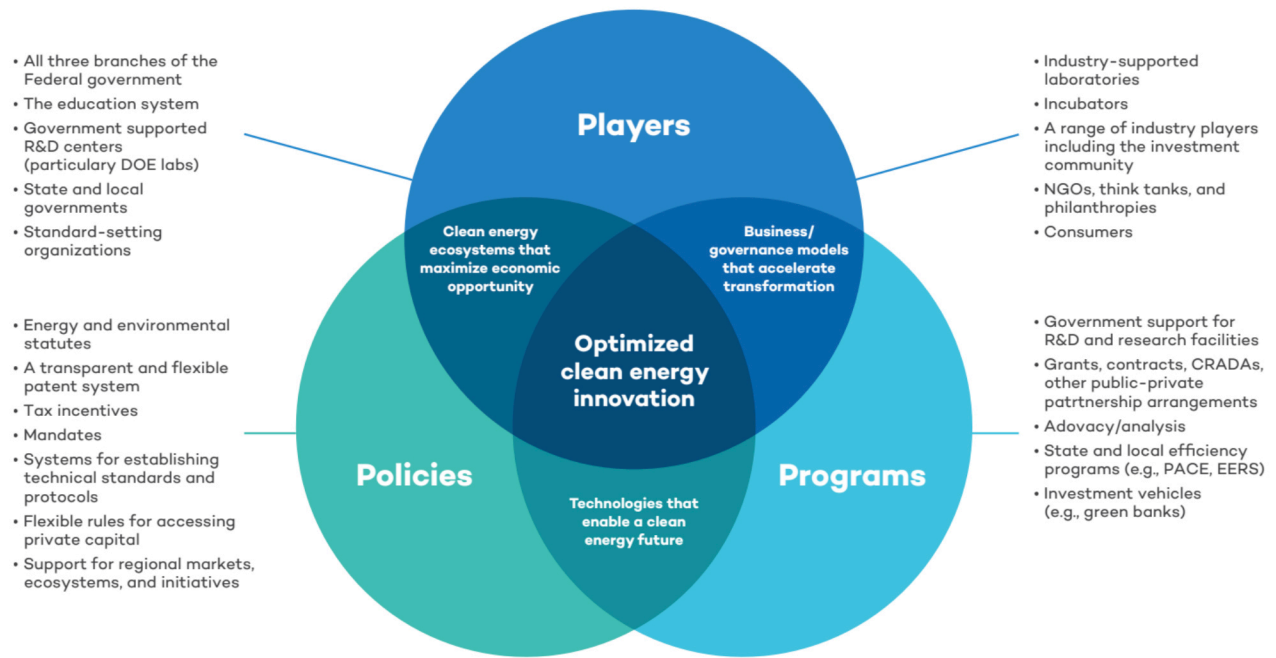 • All three branches of the
Federal government
• The education system
• Government supported
R&D centers
(particulary DOE labs)
• State and local
governments
• Standard-setting
organizations
Players
• Industry-supported
laboratories
• Incubators
• A range of industry players
including the investment
community
• NGOs, think tanks, and
philanthropies
• Consumers
Clean energy
ecosystems that
maximize economic
opportunity
Business/
governance models
that accelerate
transformation
Optimized
clean energy
innovation
• Energy and environmental
statutes
• A transparent and flexible
patent system
• Tax incentives
• Mandates
• Systems for establishing
technical standards and
protocols
• Flexible rules for accessing
private capital
• Support for regional markets,
ecosystems, and initiatives
Policies
Technologies that
enable a clean
energy future
Programs
• Government support for
R&D and research facilities
• Grants, contracts, CRADAs,
other public-private
patrtnership arrangements
• Adovacy/analysis
• State and local efficiency
programs (e.g., PACE, EERS)
• Investment vehicles
(e.g., green banks)